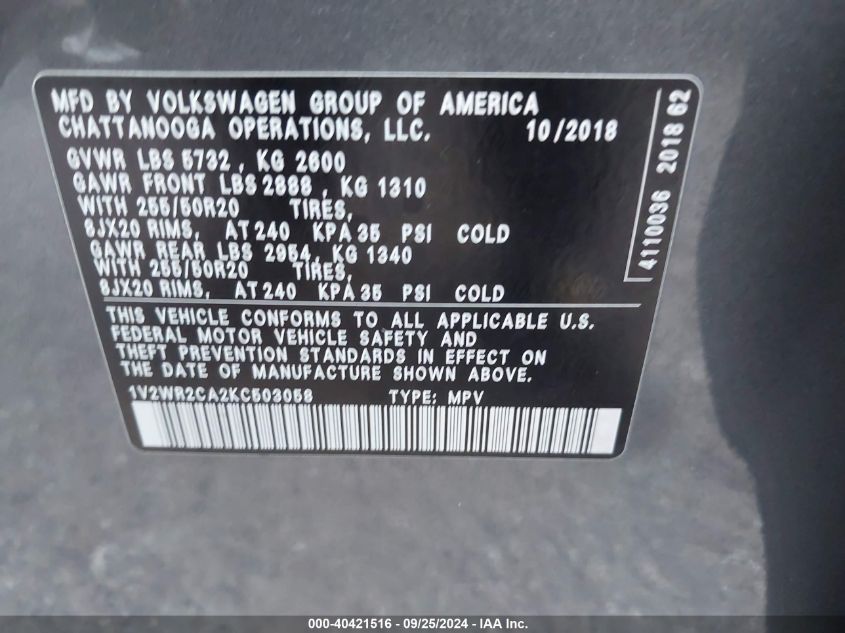 MFD BY VOLKSWAGEN GROUP OF AMERICA
CHATTANOOGA OPERATIONS, LLC. 10/2018
GVWR LBS 5732 , KG 2600
GAWR FRONT LBS 2888 , KG 1310
WITH 255/50R20 TIRES,
8JX20 RIMS, AT 240 KPA 35 PSI COLD
GAWR REAR LBS 2954, KG 1340
WITH 255/50R20 TIRES,
8JX20 RIMS, AT 240 KPA 35 PSI COLD
THIS VEHICLE CONFORMS TO ALL APPLICABLE U.S.
FEDERAL MOTOR VEHICLE SAFETY AND
THEFT PREVENTION STANDARDS IN EFFECT ON
THE DATE OF MANUFACTURE SHOWN ABOVE.
1V2WR2CA2KC503058 TYPE: MPV
4110036 2018 62
000-40421516 - 09/25/2024 - IAA Inc.